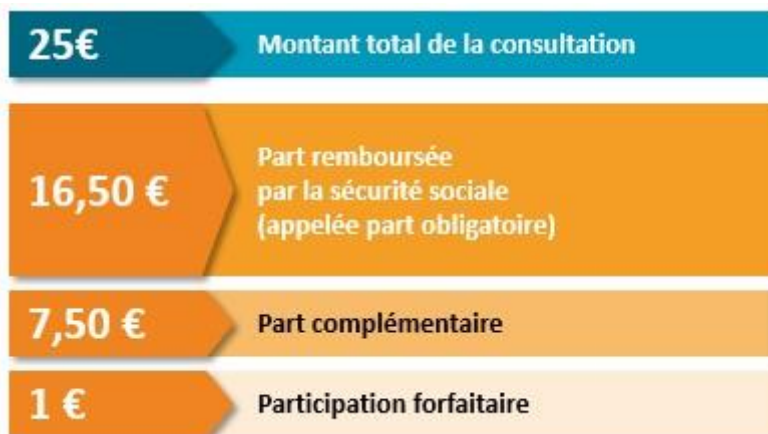 25€
Montant total de la consultation
16,50 €
Part remboursée
par la sécurité sociale
(appelée part obligatoire)
7,50 €
Part complémentaire
1 €
Participation forfaitaire